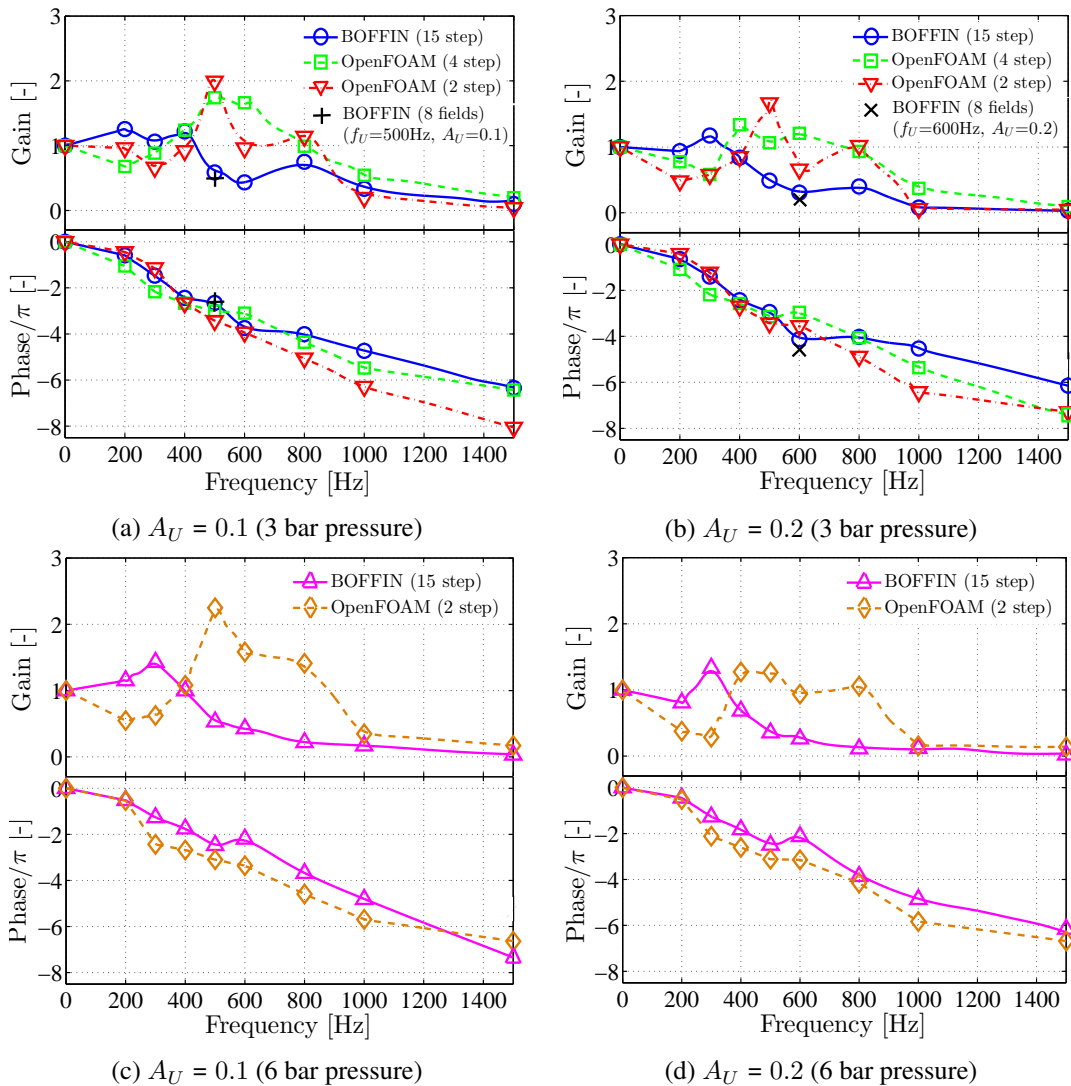 3
2
1
0
Gain [-]
BOFFIN (15 step)
OpenFOAM (4 step)
OpenFOAM (2 step)
BOFFIN (8 fields)
(f_U=500Hz, A_U=0.1)
0
−2
−4
−6
−8
Phase/π [-]
0 200 400 600 800 1000 1200 1400
Frequency [Hz]
(a) A_U = 0.1 (3 bar pressure)
3
2
1
0
Gain [-]
BOFFIN (15 step)
OpenFOAM (4 step)
OpenFOAM (2 step)
BOFFIN (8 fields)
(f_U=600Hz, A_U=0.2)
0
−2
−4
−6
−8
Phase/π [-]
0 200 400 600 800 1000 1200 1400
Frequency [Hz]
(b) A_U = 0.2 (3 bar pressure)
3
2
1
0
Gain [-]
BOFFIN (15 step)
OpenFOAM (2 step)
0
−2
−4
−6
−8
Phase/π [-]
0 200 400 600 800 1000 1200 1400
Frequency [Hz]
(c) A_U = 0.1 (6 bar pressure)
3
2
1
0
Gain [-]
BOFFIN (15 step)
OpenFOAM (2 step)
0
−2
−4
−6
−8
Phase/π [-]
0 200 400 600 800 1000 1200 1400
Frequency [Hz]
(d) A_U = 0.2 (6 bar pressure)